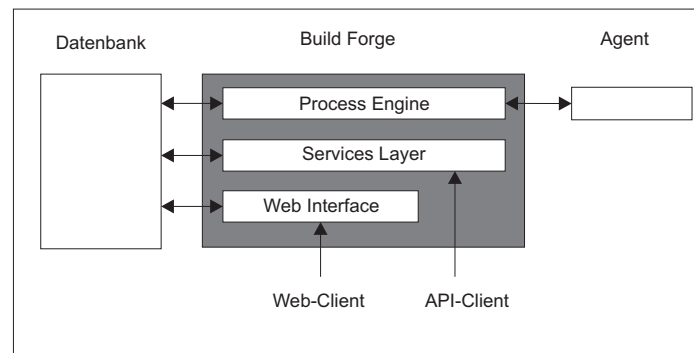 Datenbank
Build Forge
Agent
Process Engine
Services Layer
Web Interface
Web-Client
API-Client